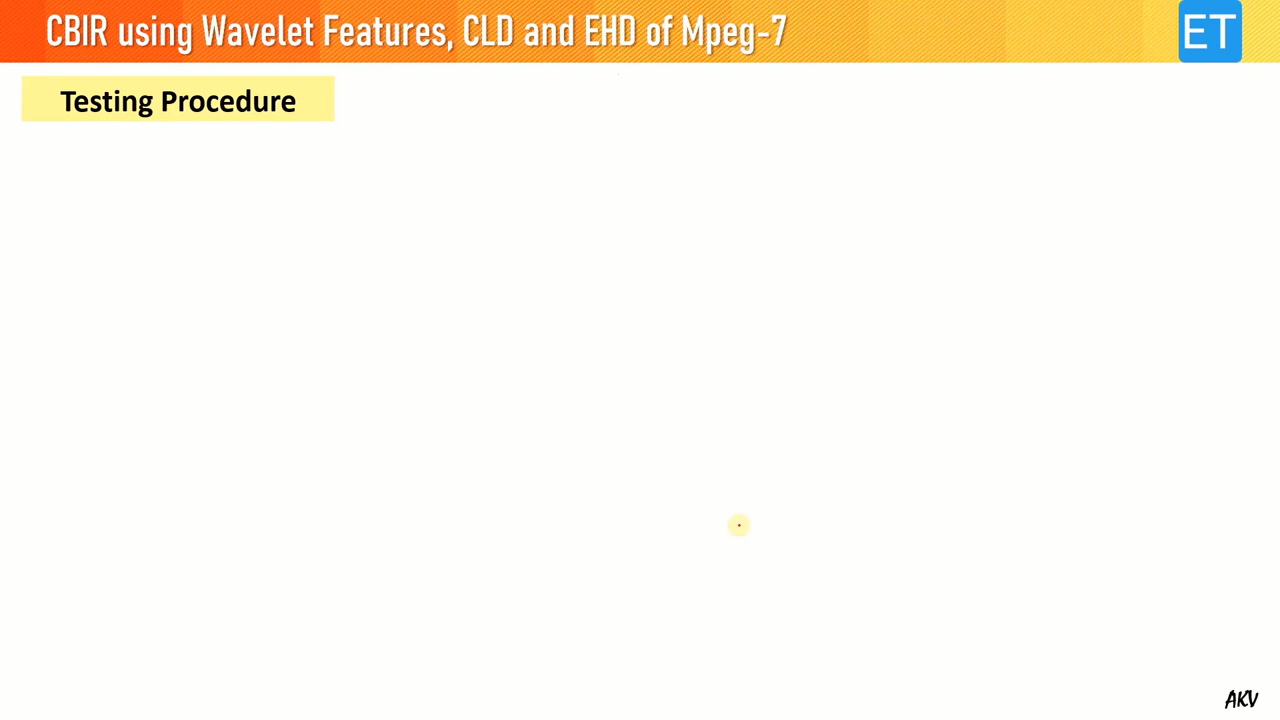 CBIR using Wavelet Features, CLD and EHD of Mpeg-7
ET
Testing Procedure
AKV